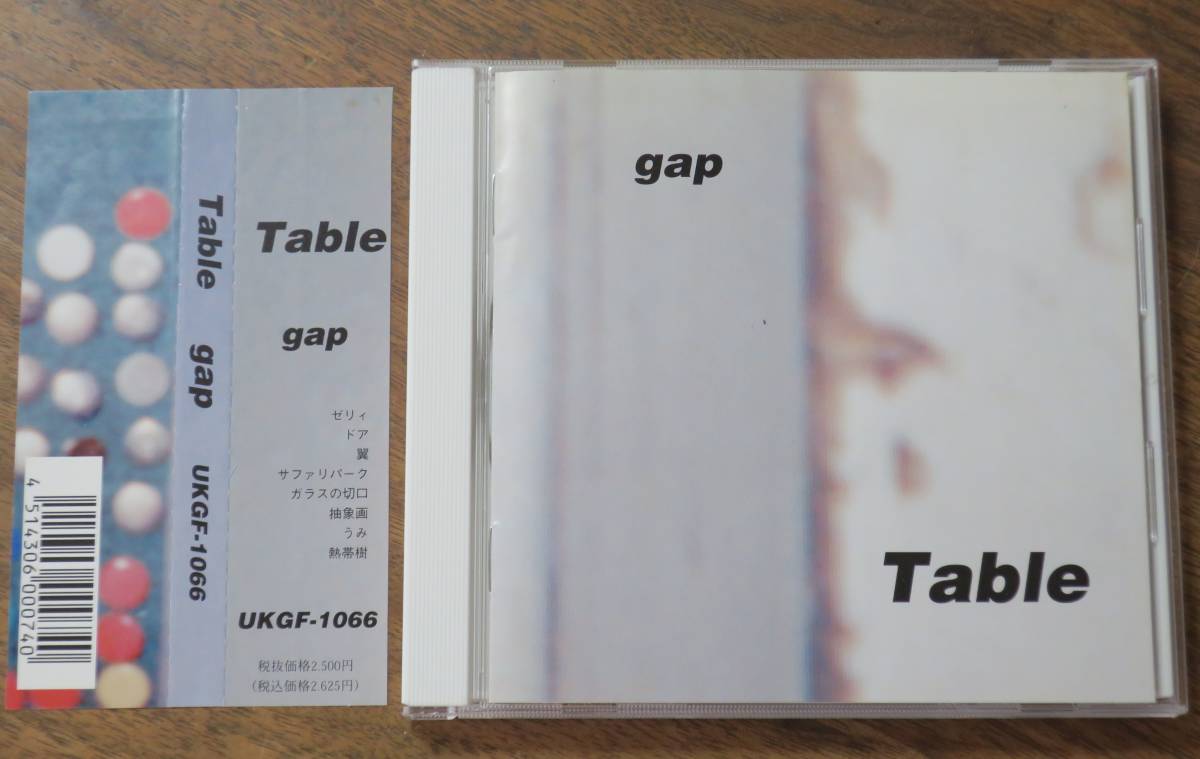 4 514306 000740
Table gap UKGF-1066
Table
gap
ゼリィ
ドア
翼
サファリパーク
ガラスの切口
抽象画
うみ
熱帯樹
UKGF-1066
税抜価格2.500円
(税込価格2.625円)
gap
Table